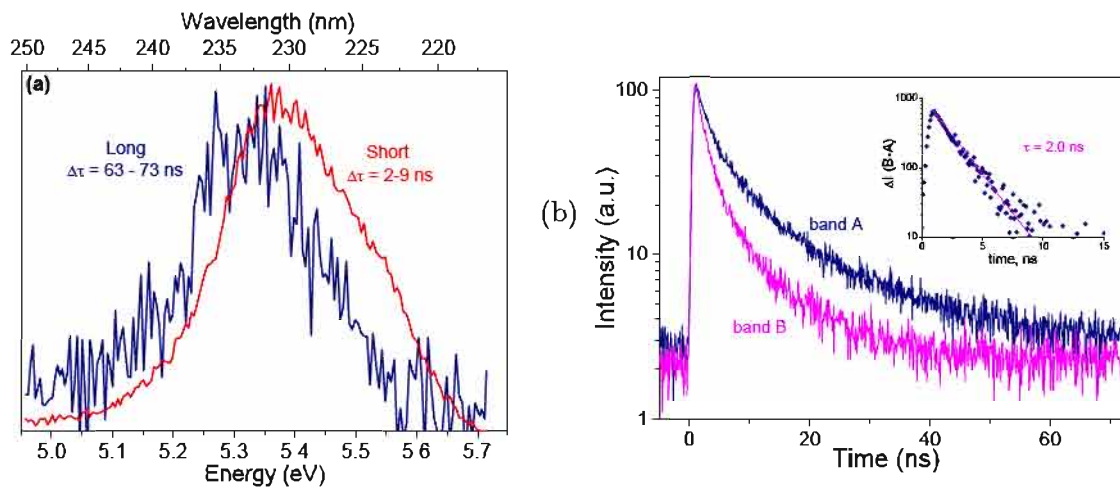 Wavelength (nm)
250 245 240 235 230 225 220
(a)
Long
Δτ = 63 - 73 ns
Short
Δτ = 2-9 ns
5.0 5.1 5.2 5.3 5.4 5.5 5.6 5.7
Energy (eV)
(b)
Intensity (a.u.)
100
10
1
band A
band B
0 20 40 60
Time (ns)
ΔI (B-A)
1000
100
10
τ = 2.0 ns
0 5 10 15
time, ns